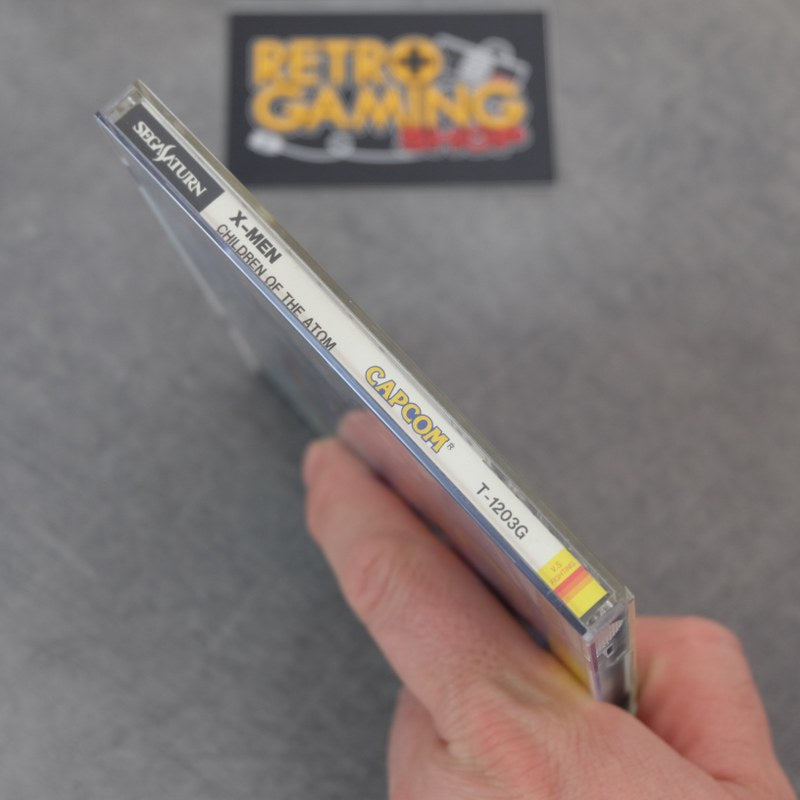 RETRO
GAMING
SHOP
SEGA SATURN
X-MEN
CHILDREN OF THE ATOM
CAPCOM®
T-1203G
V.S
FIGHTING